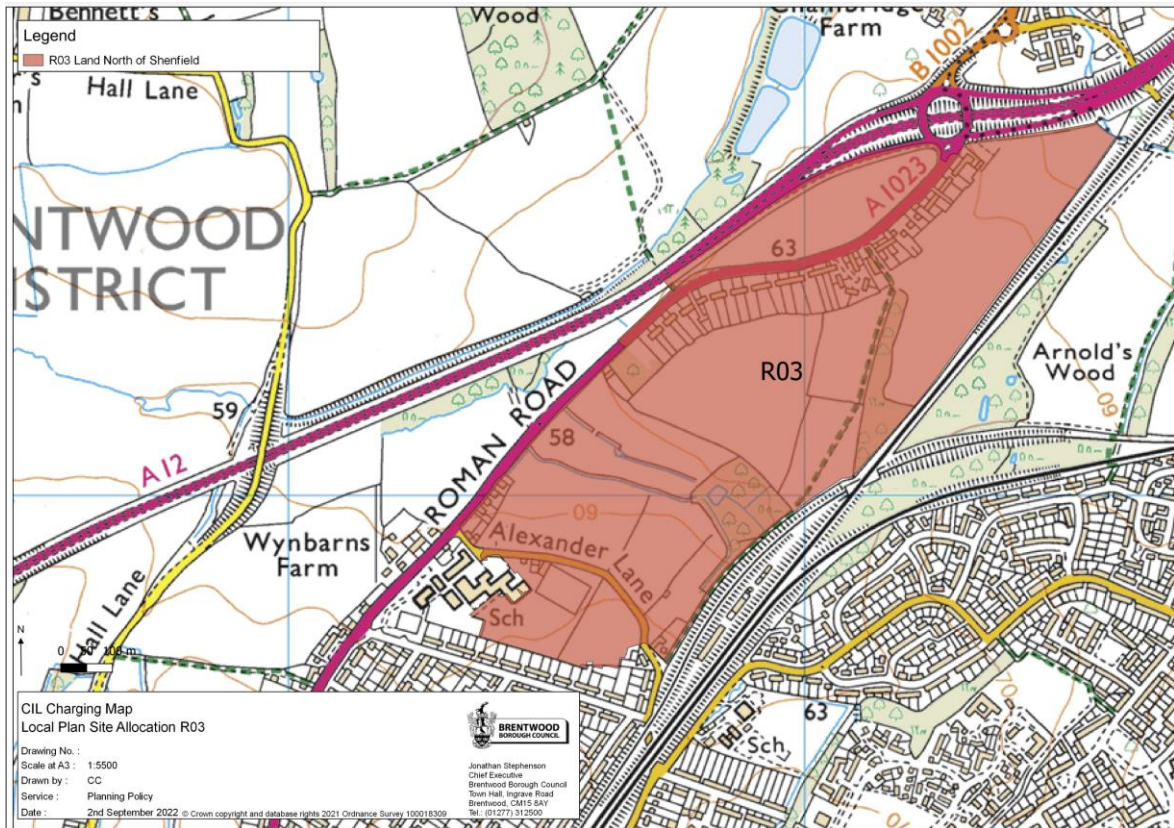 Bennett's
Hall Lane
Wood
Chambridge
Farm
B1002
Legend
R03 Land North of Shenfield
NTWOOD
ISTRICT
A1023
63
R03
Arnold's
Wood
60
59
A12
ROMAN ROAD
58
60
Wynbarns
Farm
Alexander Lane
Sch
Hall Lane
N
70
63
Sch
CIL Charging Map
Local Plan Site Allocation R03
Drawing No. :
Scale at A3 : 1:5500
Drawn by : CC
Service : Planning Policy
Date : 2nd September 2022
© Crown copyright and database rights 2021 Ordnance Survey 100018309
BRENTWOOD
BOROUGH COUNCIL
Jonathan Stephenson
Chief Executive
Brentwood Borough Council
Town Hall, Ingrave Road
Brentwood, CM15 8AY
Tel.: (01277) 312500